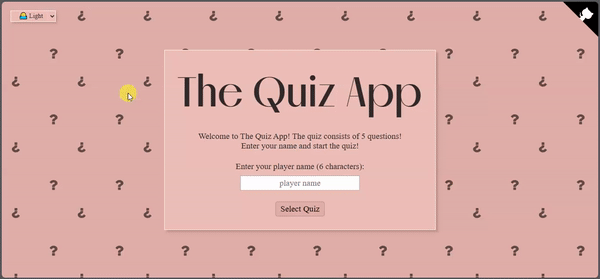 Light
The Quiz App
Welcome to The Quiz App! The quiz consists of 5 questions!
Enter your name and start the quiz!
Enter your player name (6 characters):
player name
Select Quiz